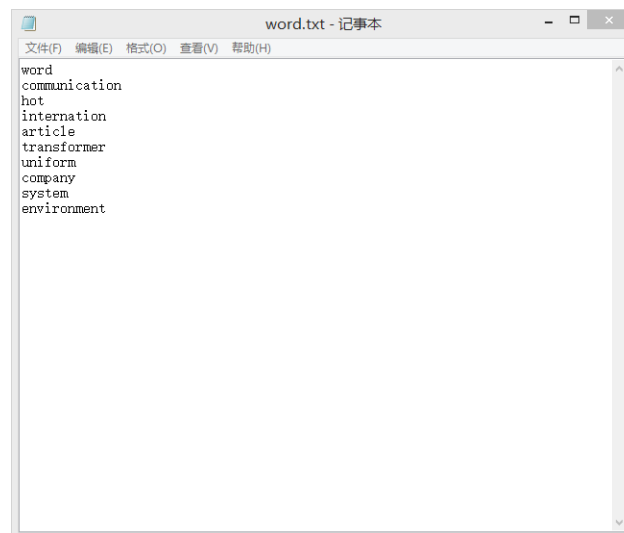 word.txt - 记事本
文件(F) 编辑(E) 格式(O) 查看(V) 帮助(H)
word
communication
hot
internation
article
transformer
uniform
company
system
environment